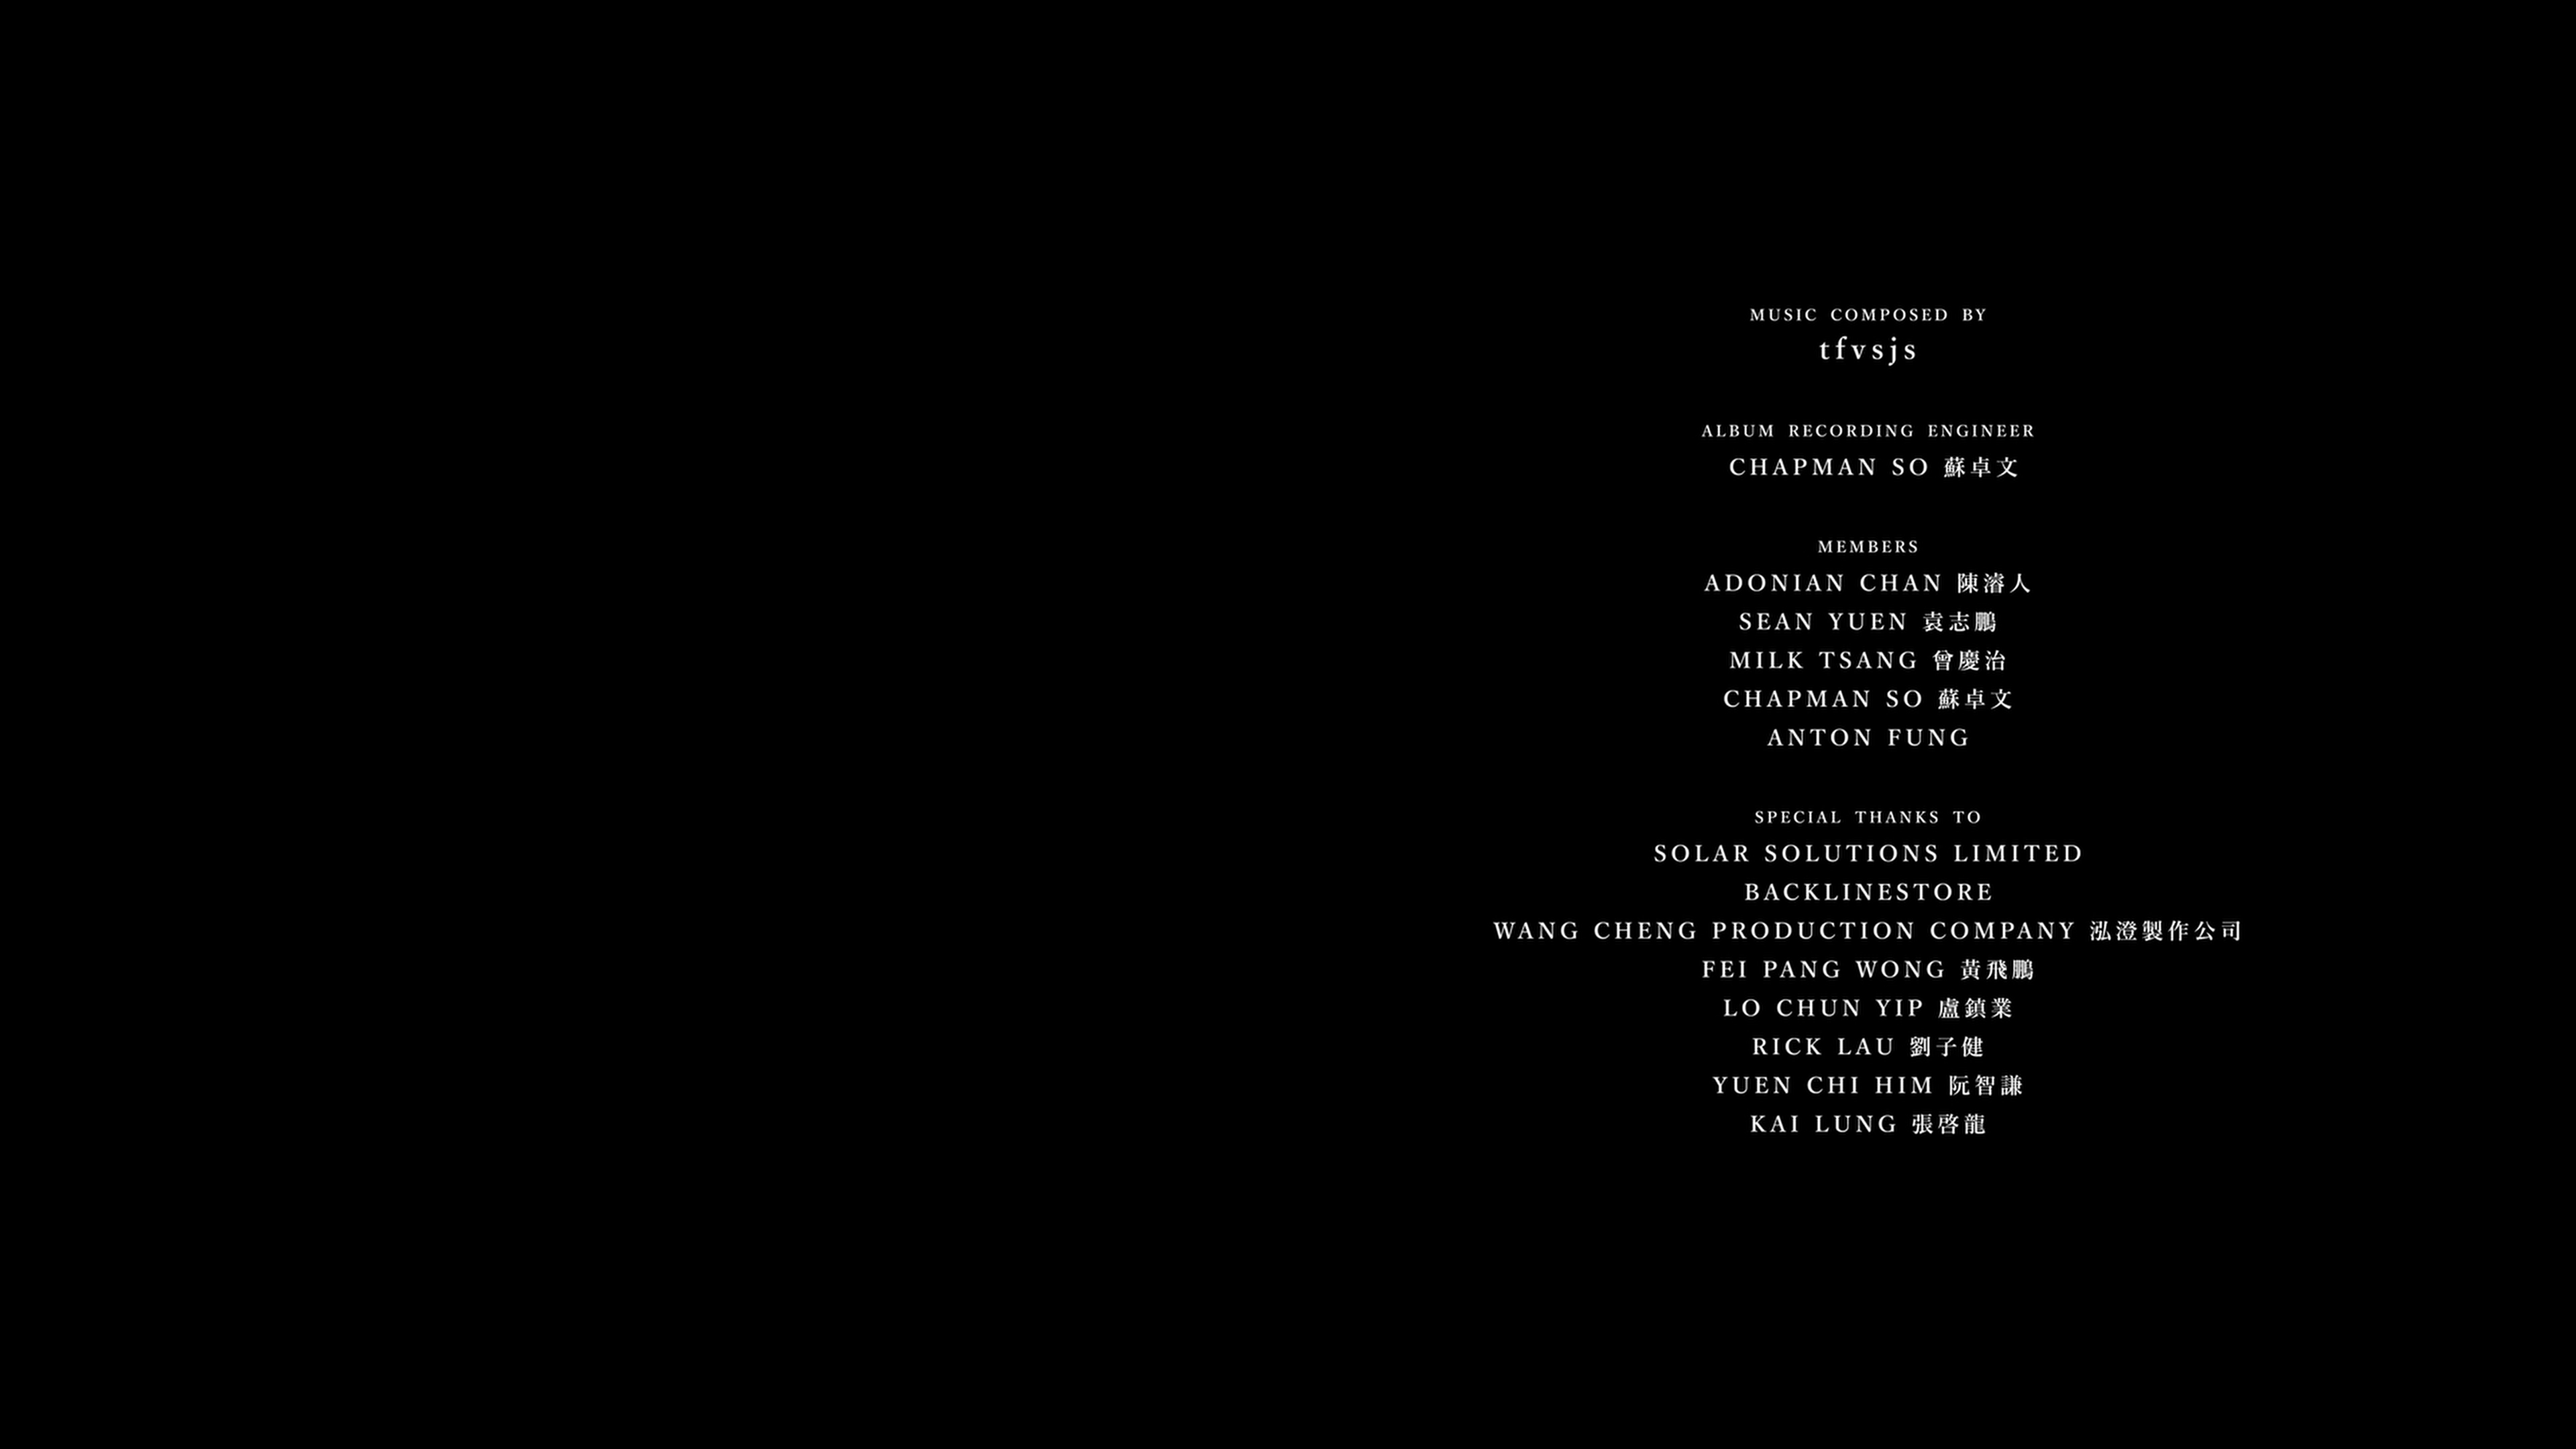 MUSIC COMPOSED BY
tfvsjs
ALBUM RECORDING ENGINEER
CHAPMAN SO 蘇卓文
MEMBERS
ADONIAN CHAN 陳濬人
SEAN YUEN 袁志鵬
MILK TSANG 曾慶治
CHAPMAN SO 蘇卓文
ANTON FUNG
SPECIAL THANKS TO
SOLAR SOLUTIONS LIMITED
BACKLINESTORE
WANG CHENG PRODUCTION COMPANY 泓澄製作公司
FEI PANG WONG 黃飛鵬
LO CHUN YIP 盧鎮業
RICK LAU 劉子健
YUEN CHI HIM 阮智謙
KAI LUNG 張啓龍